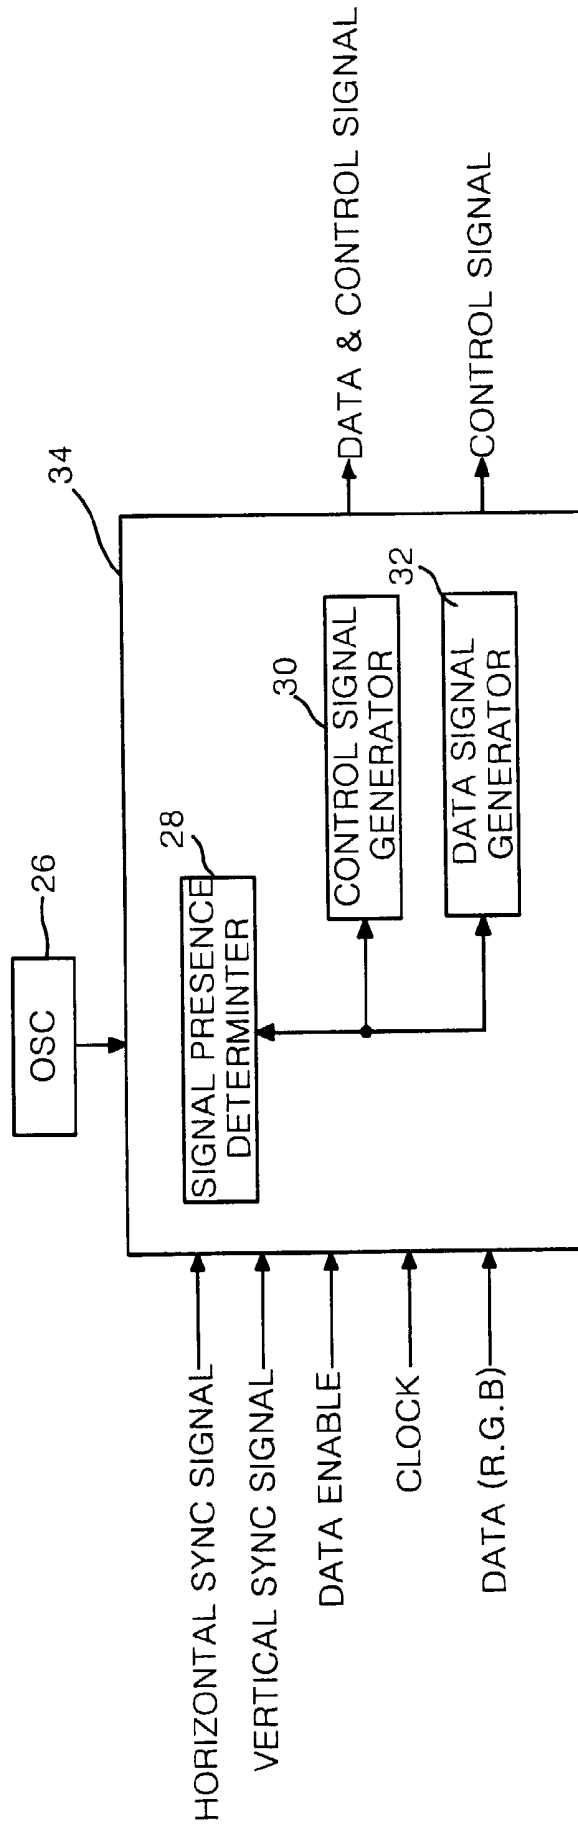 OSC
26
34
SIGNAL PRESENCE
DETERMINTER
28
CONTROL SIGNAL
GENERATOR
30
DATA SIGNAL
GENERATOR
32
HORIZONTAL SYNC SIGNAL
VERTICAL SYNC SIGNAL
DATA ENABLE
CLOCK
DATA (R.G.B)
DATA & CONTROL SIGNAL
CONTROL SIGNAL